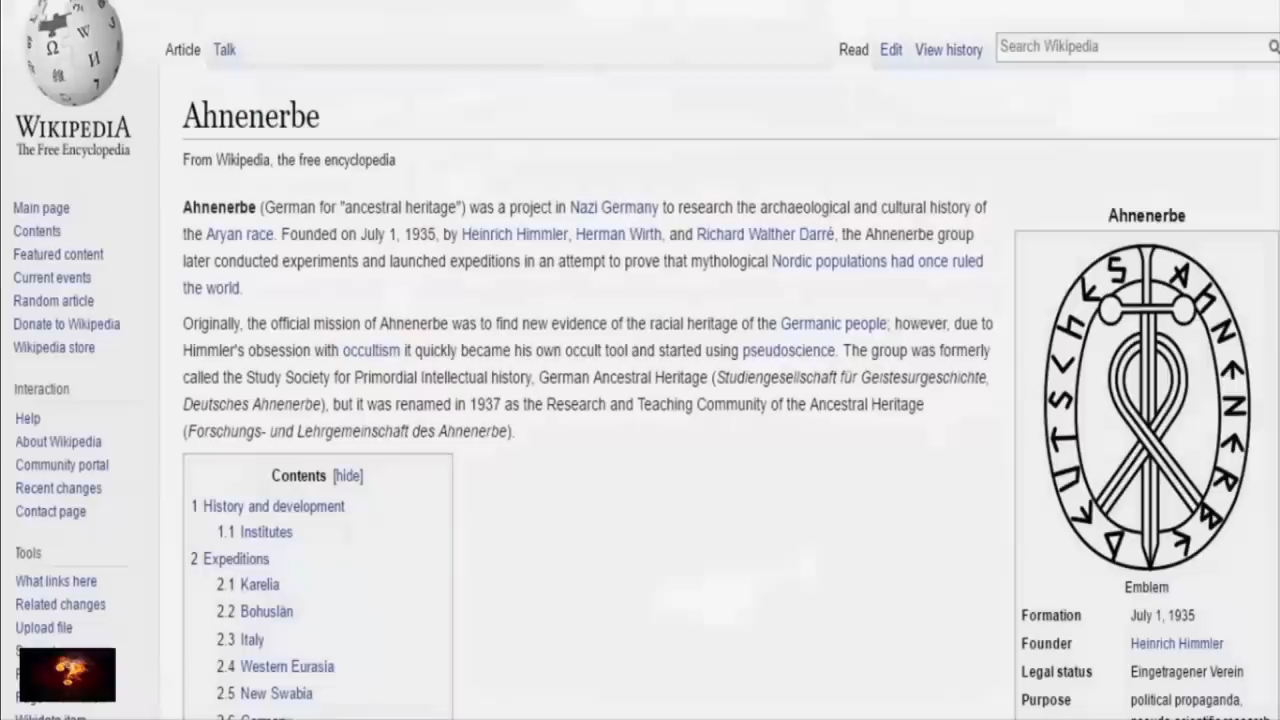 Article Talk
Read Edit View history Search Wikipedia
WIKIPEDIA
The Free Encyclopedia
Main page
Contents
Featured content
Current events
Random article
Donate to Wikipedia
Wikipedia store
Interaction
Help
About Wikipedia
Community portal
Recent changes
Contact page
Tools
What links here
Related changes
Upload file
Ahnenerbe
From Wikipedia, the free encyclopedia
Ahnenerbe (German for "ancestral heritage") was a project in Nazi Germany to research the archaeological and cultural history of
the Aryan race. Founded on July 1, 1935, by Heinrich Himmler, Herman Wirth, and Richard Walther Darré, the Ahnenerbe group
later conducted experiments and launched expeditions in an attempt to prove that mythological Nordic populations had once ruled
the world.
Originally, the official mission of Ahnenerbe was to find new evidence of the racial heritage of the Germanic people; however, due to
Himmler's obsession with occultism it quickly became his own occult tool and started using pseudoscience. The group was formerly
called the Study Society for Primordial Intellectual history, German Ancestral Heritage (Studiengesellschaft für Geistesurgeschichte,
Deutsches Ahnenerbe), but it was renamed in 1937 as the Research and Teaching Community of the Ancestral Heritage
(Forschungs- und Lehrgemeinschaft des Ahnenerbe).
Contents [hide]
1 History and development
1.1 Institutes
2 Expeditions
2.1 Karelia
2.2 Bohuslän
2.3 Italy
2.4 Western Eurasia
2.5 New Swabia
Ahnenerbe
DEUTSCHES AHNENERBE
Emblem
Formation July 1, 1935
Founder Heinrich Himmler
Legal status Eingetragener Verein
Purpose political propaganda,